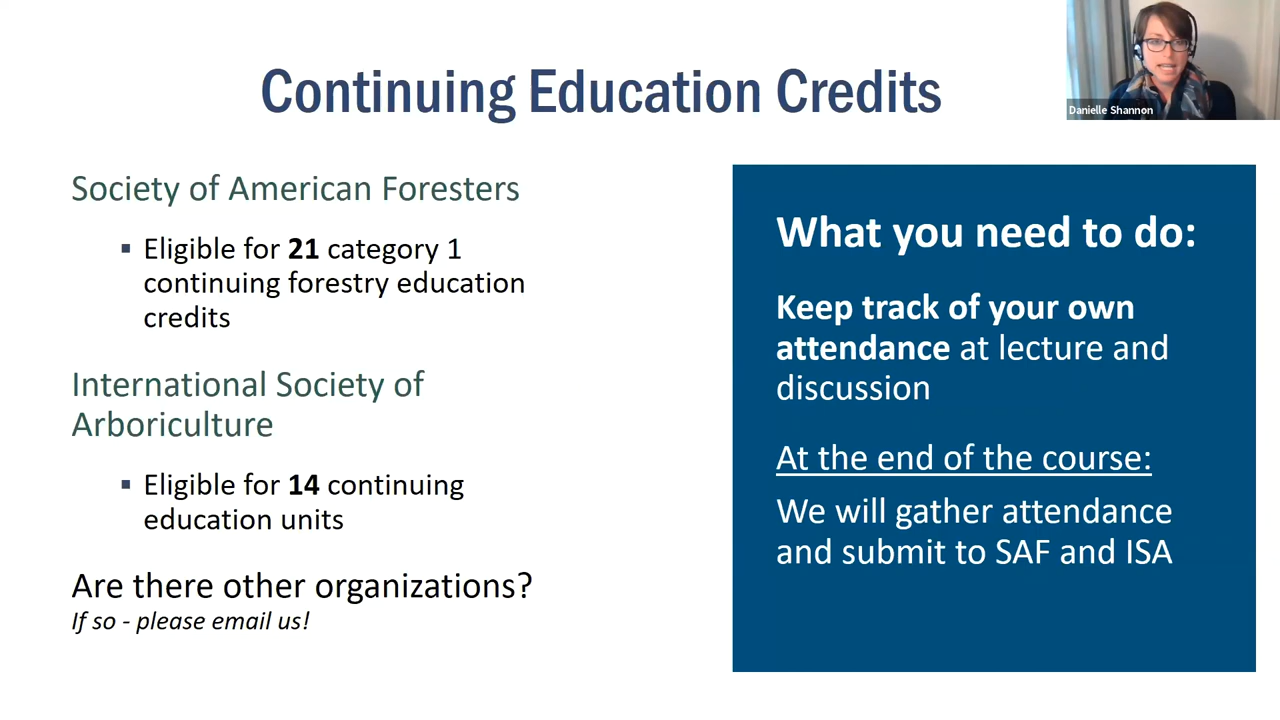 Continuing Education Credits
Danielle Shannon
Society of American Foresters
▪ Eligible for 21 category 1
continuing forestry education
credits
International Society of
Arboriculture
▪ Eligible for 14 continuing
education units
Are there other organizations?
If so - please email us!
What you need to do:
Keep track of your own
attendance at lecture and
discussion
At the end of the course:
We will gather attendance
and submit to SAF and ISA